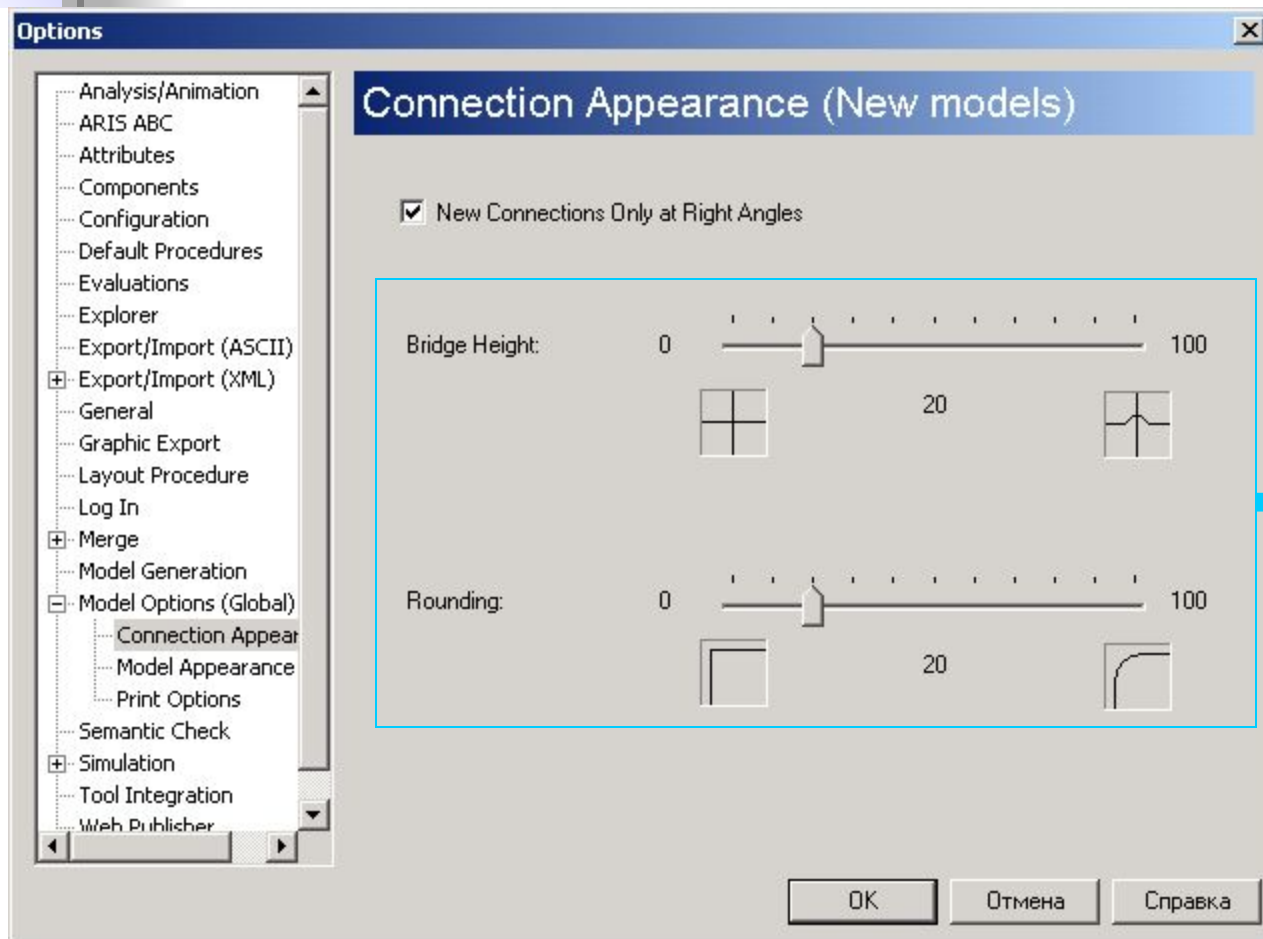 Options
Analysis/Animation
ARIS ABC
Attributes
Components
Configuration
Default Procedures
Evaluations
Explorer
Export/Import (ASCII)
Export/Import (XML)
General
Graphic Export
Layout Procedure
Log In
Merge
Model Generation
Model Options (Global)
Connection Appear
Model Appearance
Print Options
Semantic Check
Simulation
Tool Integration
Web Publisher
Connection Appearance (New models)
New Connections Only at Right Angles
Bridge Height: 0 100
20
Rounding: 0 100
20
OK Отмена Справка